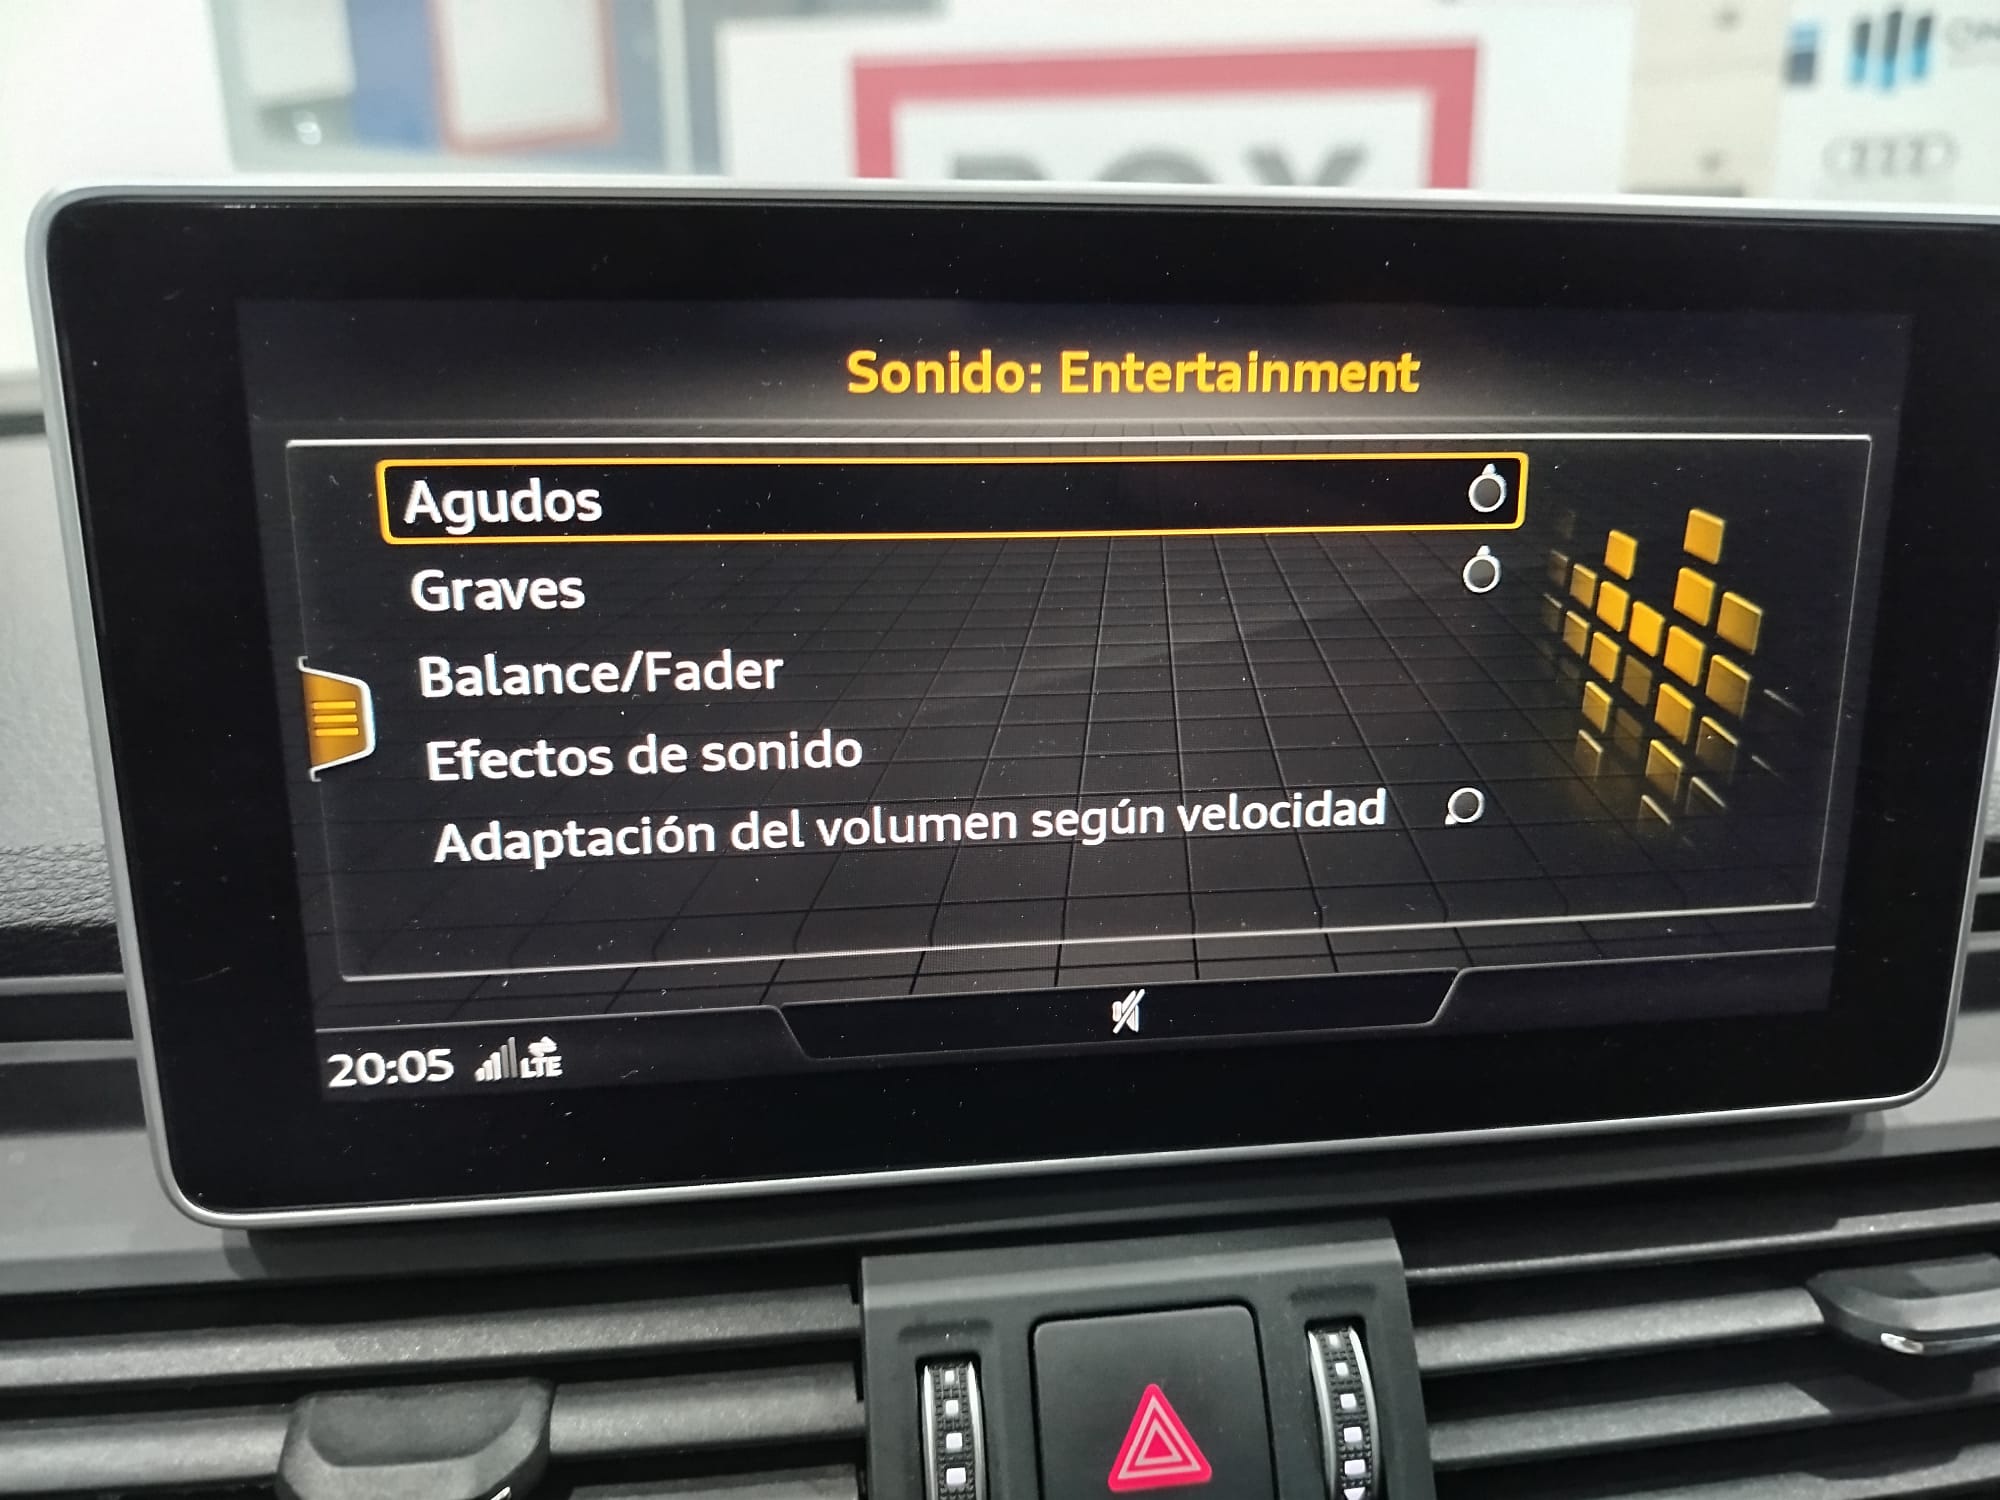 Sonido: Entertainment
Agudos
Graves
Balance/Fader
Efectos de sonido
Adaptación del volumen según velocidad
20:05 LTE